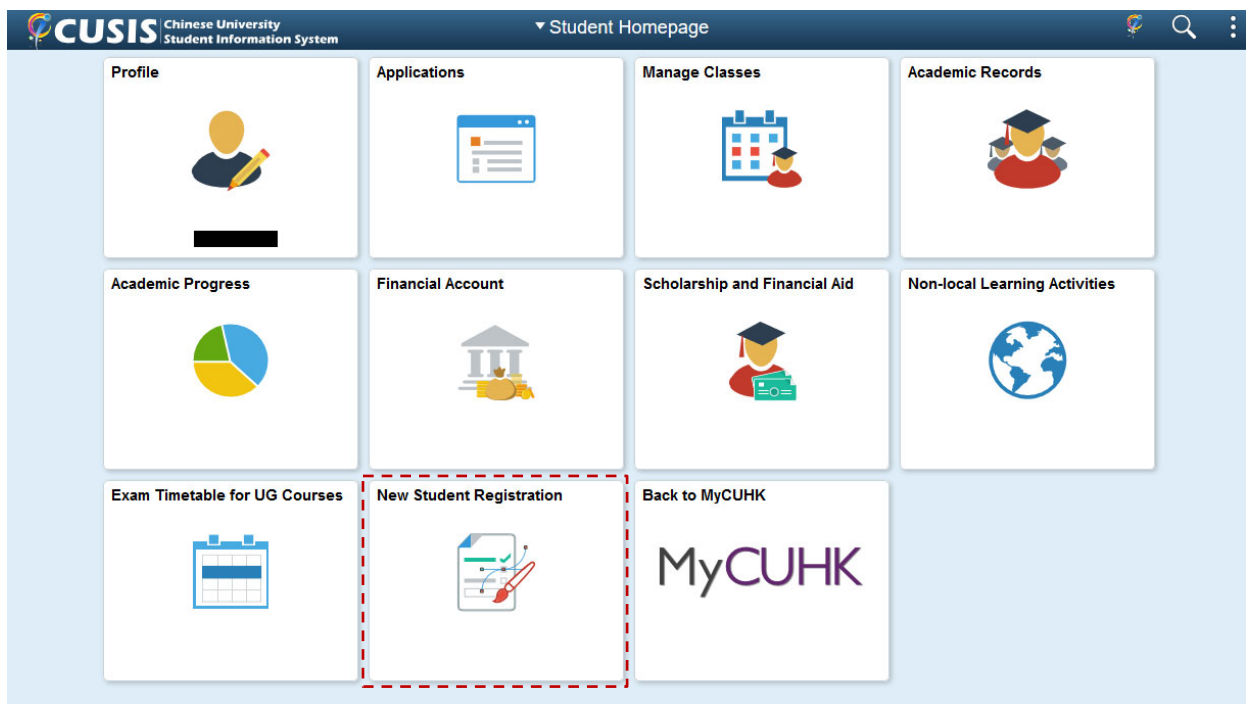 CUSIS Chinese University
Student Information System
Student Homepage
Profile
Applications
Manage Classes
Academic Records
Academic Progress
Financial Account
Scholarship and Financial Aid
Non-local Learning Activities
Exam Timetable for UG Courses
New Student Registration
Back to MyCUHK
MyCUHK